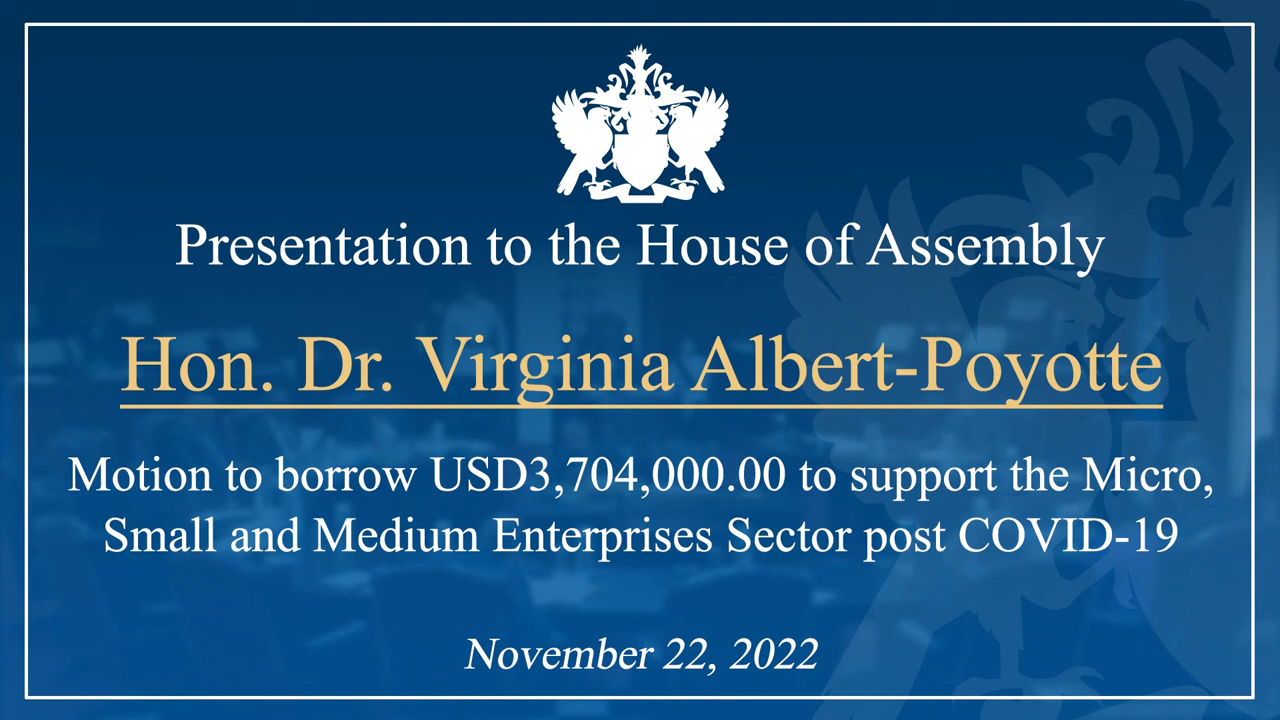 Presentation to the House of Assembly
Hon. Dr. Virginia Albert-Poyotte
Motion to borrow USD3,704,000.00 to support the Micro,
Small and Medium Enterprises Sector post COVID-19
November 22, 2022